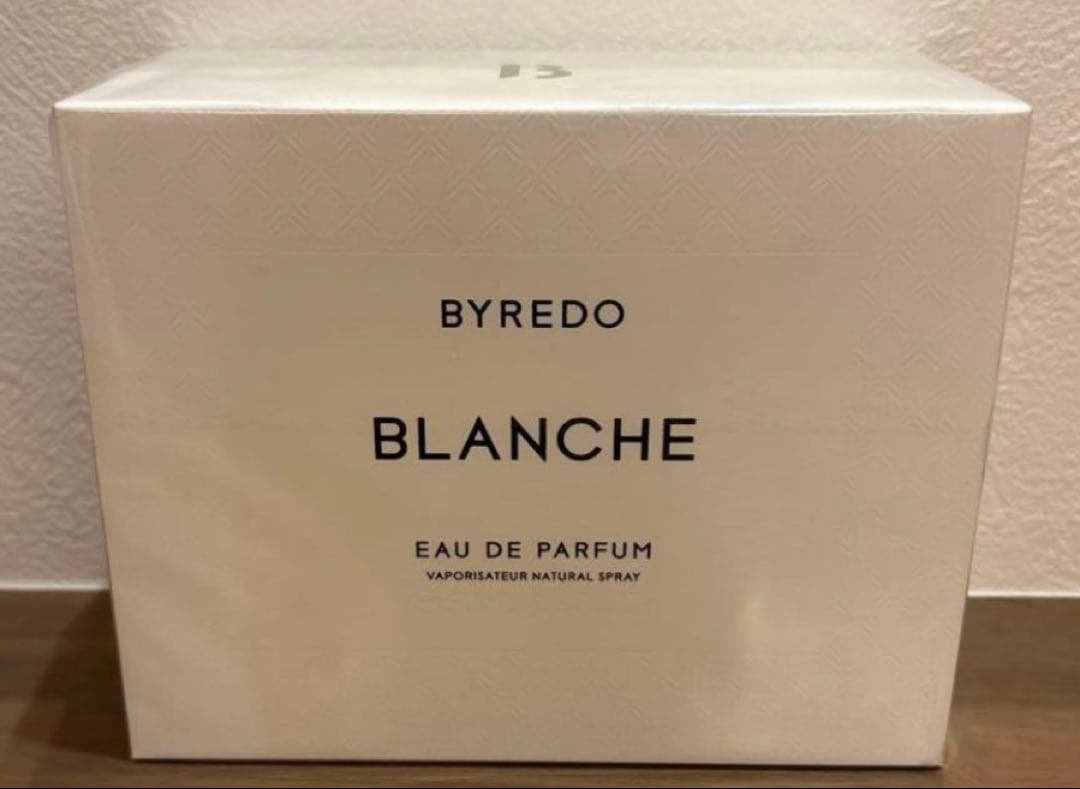 B
BYREDO
BLANCHE
EAU DE PARFUM
VAPORISATEUR NATURAL SPRAY